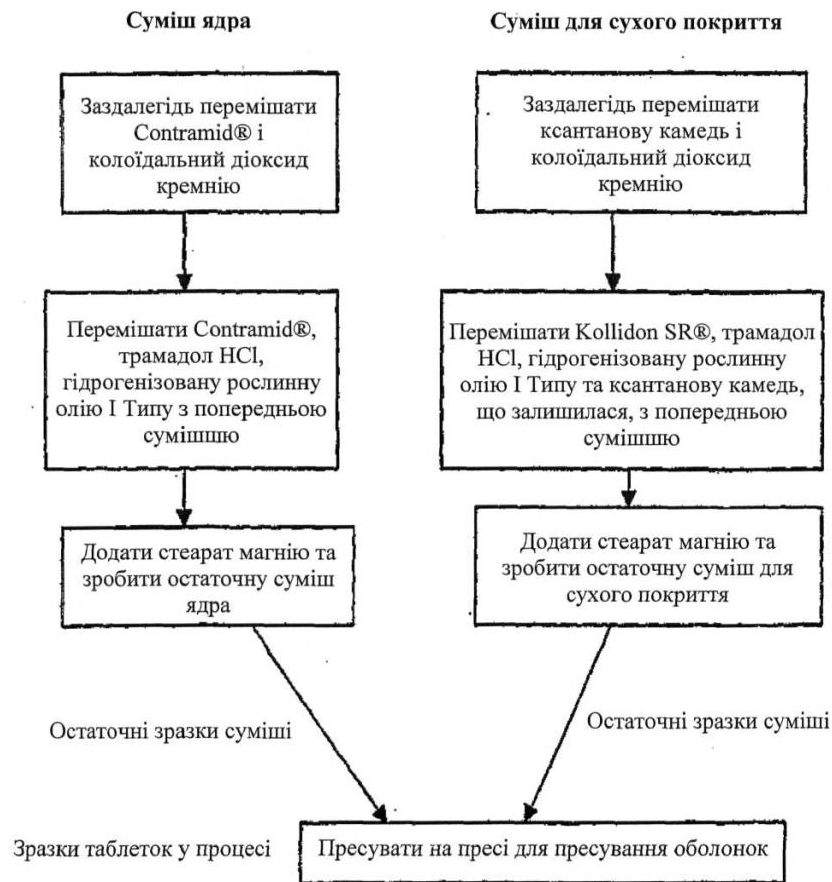 Суміш ядра
Суміш для сухого покриття
Заздалегідь перемішати
Contramid® і
колоїдальний діоксид
кремнію
Заздалегідь перемішати
ксантанову камедь і
колоїдальний діоксид
кремнію
Перемішати Contramid®,
трамадол HCl,
гідрогенізовану рослинну
олію I Типу з попередньою
сумішшю
Перемішати Kollidon SR®, трамадол
HCl, гідрогенізовану рослинну
олію I Типу та ксантанову камедь,
що залишилася, з попередньою
сумішшю
Додати стеарат магнію та
зробити остаточну суміш
ядра
Додати стеарат магнію та
зробити остаточну суміш для
сухого покриття
Остаточні зразки суміші
Остаточні зразки суміші
Зразки таблеток у процесі
Пресувати на пресі для пресування оболонок